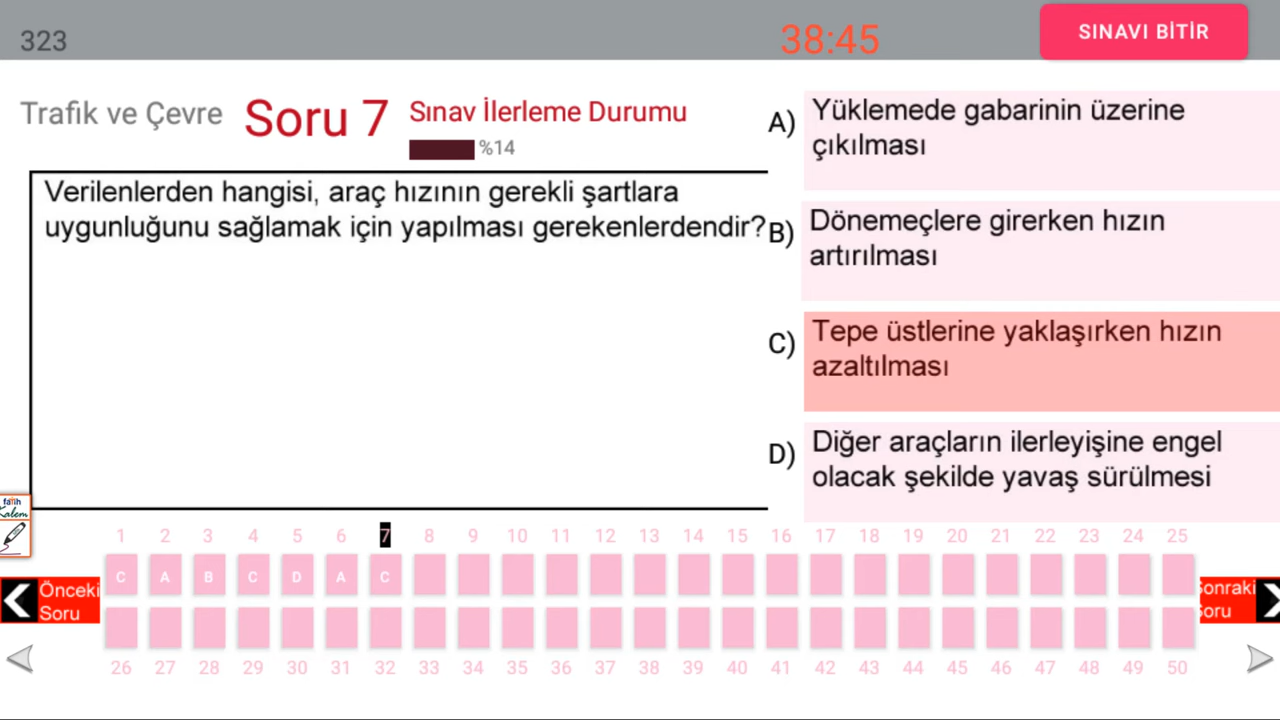 323
38:45
SINAVI BİTİR
Trafik ve Çevre
Soru 7
Sınav İlerleme Durumu
%14
Verilenlerden hangisi, araç hızının gerekli şartlara
uygunluğunu sağlamak için yapılması gerekenlerdendir?
A) Yüklemede gabarinin üzerine
çıkılması
B) Dönemeçlere girerken hızın
artırılması
C) Tepe üstlerine yaklaşırken hızın
azaltılması
D) Diğer araçların ilerleyişine engel
olacak şekilde yavaş sürülmesi
fatih
Kalem
1 2 3 4 5 6 7 8 9 10 11 12 13 14 15 16 17 18 19 20 21 22 23 24 25
C A B C D A C
Önceki
Soru
Sonraki
Soru
26 27 28 29 30 31 32 33 34 35 36 37 38 39 40 41 42 43 44 45 46 47 48 49 50